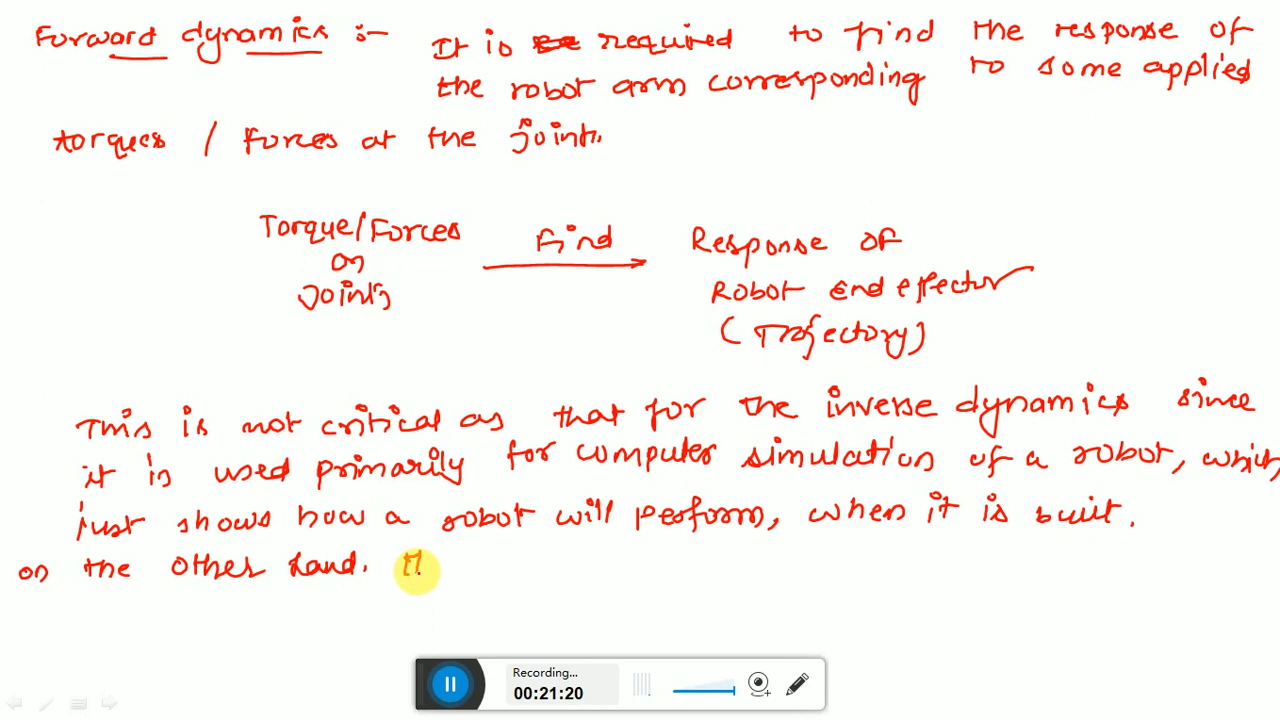 Forward dynamics :- It is required to find the response of
the robot arm corresponding to some applied
torques / forces at the joints.
Torque/Forces
on
Joints
Find
Response of
Robot end effector
(Trajectory)
This is not critical as that for the inverse dynamics since
it is used primarily for computer simulation of a robot, which
just shows how a robot will perform, when it is built.
on the other hand.
Recording...
00:21:20